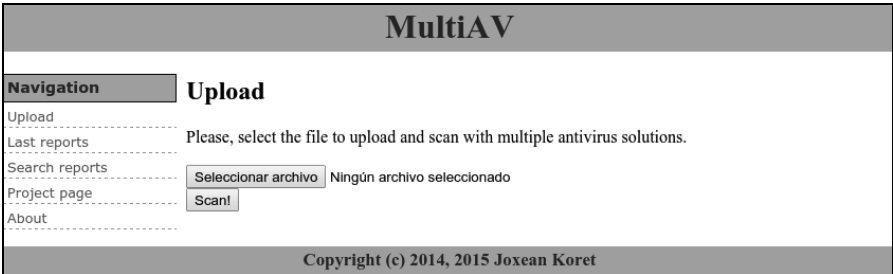 MultiAV
Navigation
Upload
Last reports
Search reports
Project page
About
Upload
Please, select the file to upload and scan with multiple antivirus solutions.
Seleccionar archivo Ningún archivo seleccionado
Scan!
Copyright (c) 2014, 2015 Joxean Koret